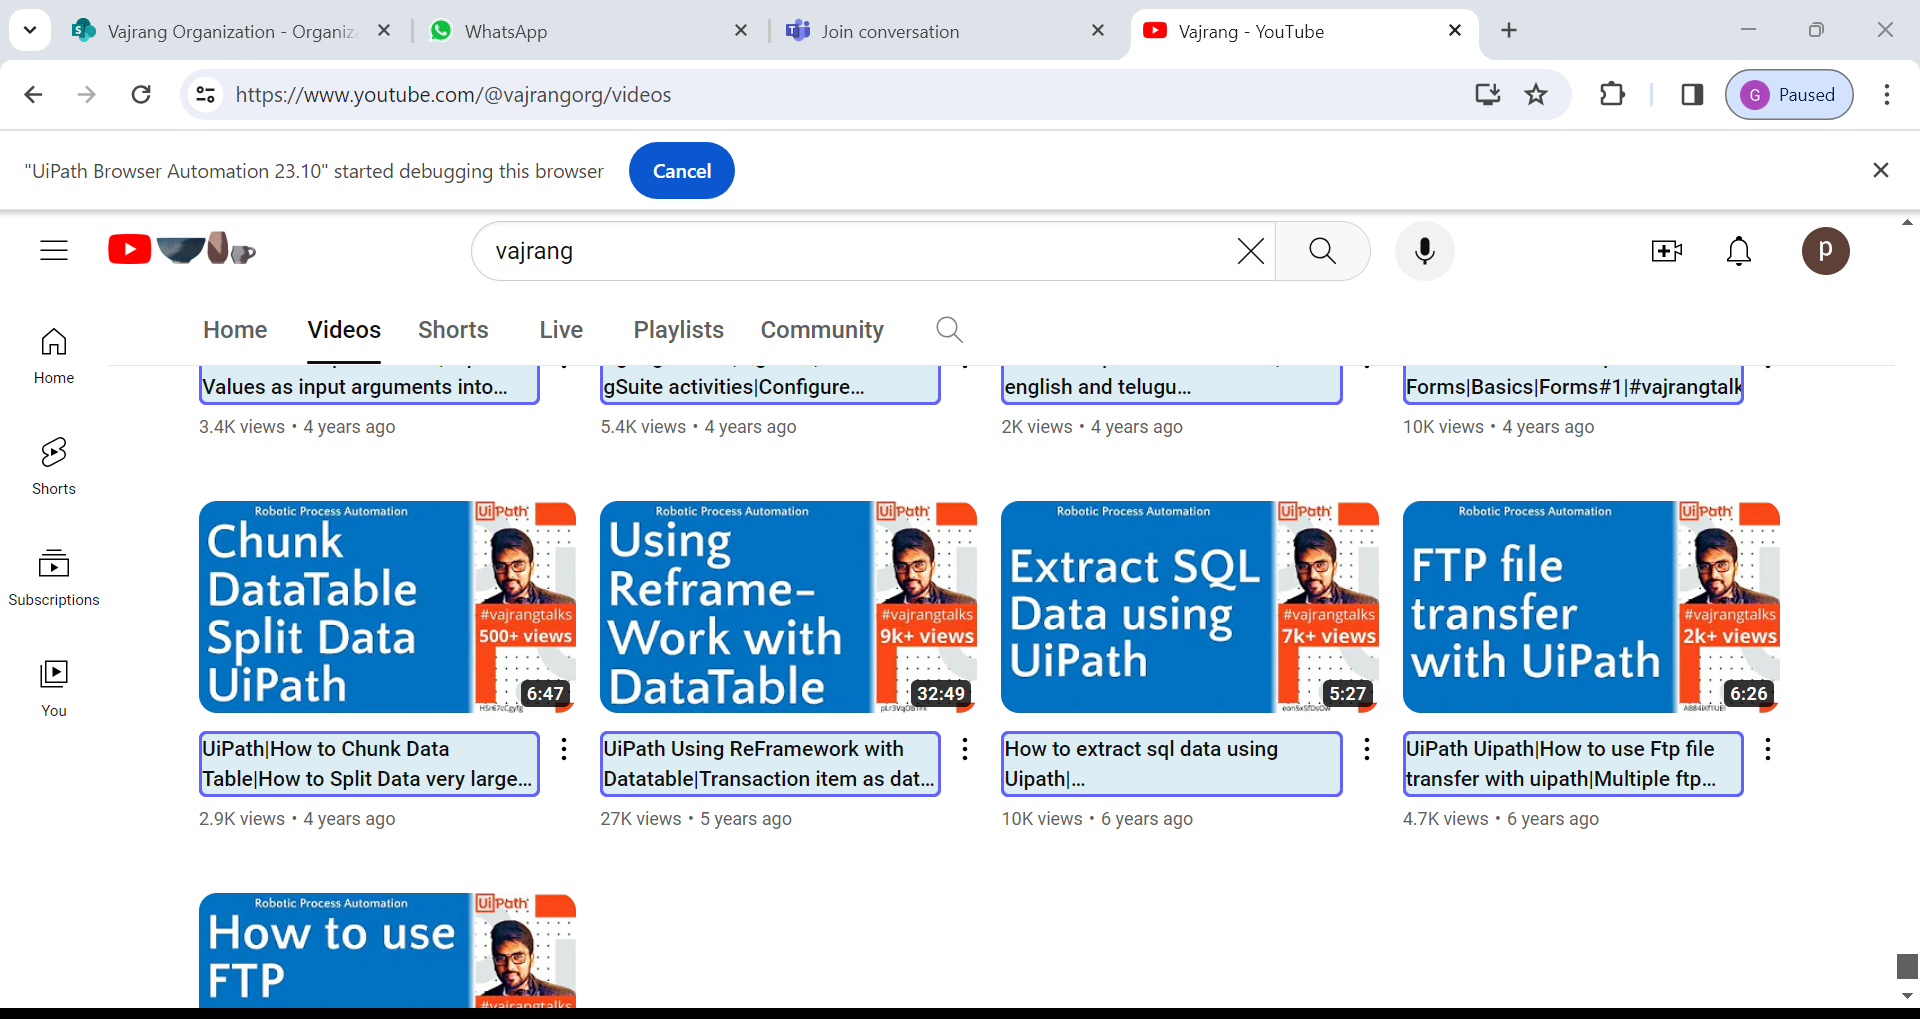 Vajrang Organization - Organiz
WhatsApp
Join conversation
Vajrang - YouTube
https://www.youtube.com/@vajrangorg/videos
G Paused
"UiPath Browser Automation 23.10" started debugging this browser
Cancel
vajrang
p
Home
Videos
Shorts
Live
Playlists
Community
Home
Shorts
Subscriptions
You
Values as input arguments into...
gSuite activities|Configure...
english and telugu...
Forms|Basics|Forms#1|#vajrangtalk
3.4K views • 4 years ago
5.4K views • 4 years ago
2K views • 4 years ago
10K views • 4 years ago
Robotic Process Automation
UiPath
Chunk
DataTable
Split Data
UiPath
#vajrangtalks
500+ views
6:47
Robotic Process Automation
UiPath
Using
Reframe-
Work with
DataTable
#vajrangtalks
9k+ views
32:49
Robotic Process Automation
UiPath
Extract SQL
Data using
UiPath
#vajrangtalks
7k+ views
5:27
Robotic Process Automation
UiPath
FTP file
transfer
with UiPath
#vajrangtalks
2k+ views
6:26
UiPath|How to Chunk Data
Table|How to Split Data very large...
2.9K views • 4 years ago
UiPath Using ReFramework with
Datatable|Transaction item as dat...
27K views • 5 years ago
How to extract sql data using
Uipath|...
10K views • 6 years ago
UiPath Uipath|How to use Ftp file
transfer with uipath|Multiple ftp...
4.7K views • 6 years ago
Robotic Process Automation
UiPath
How to use
FTP
#vajrangtalks